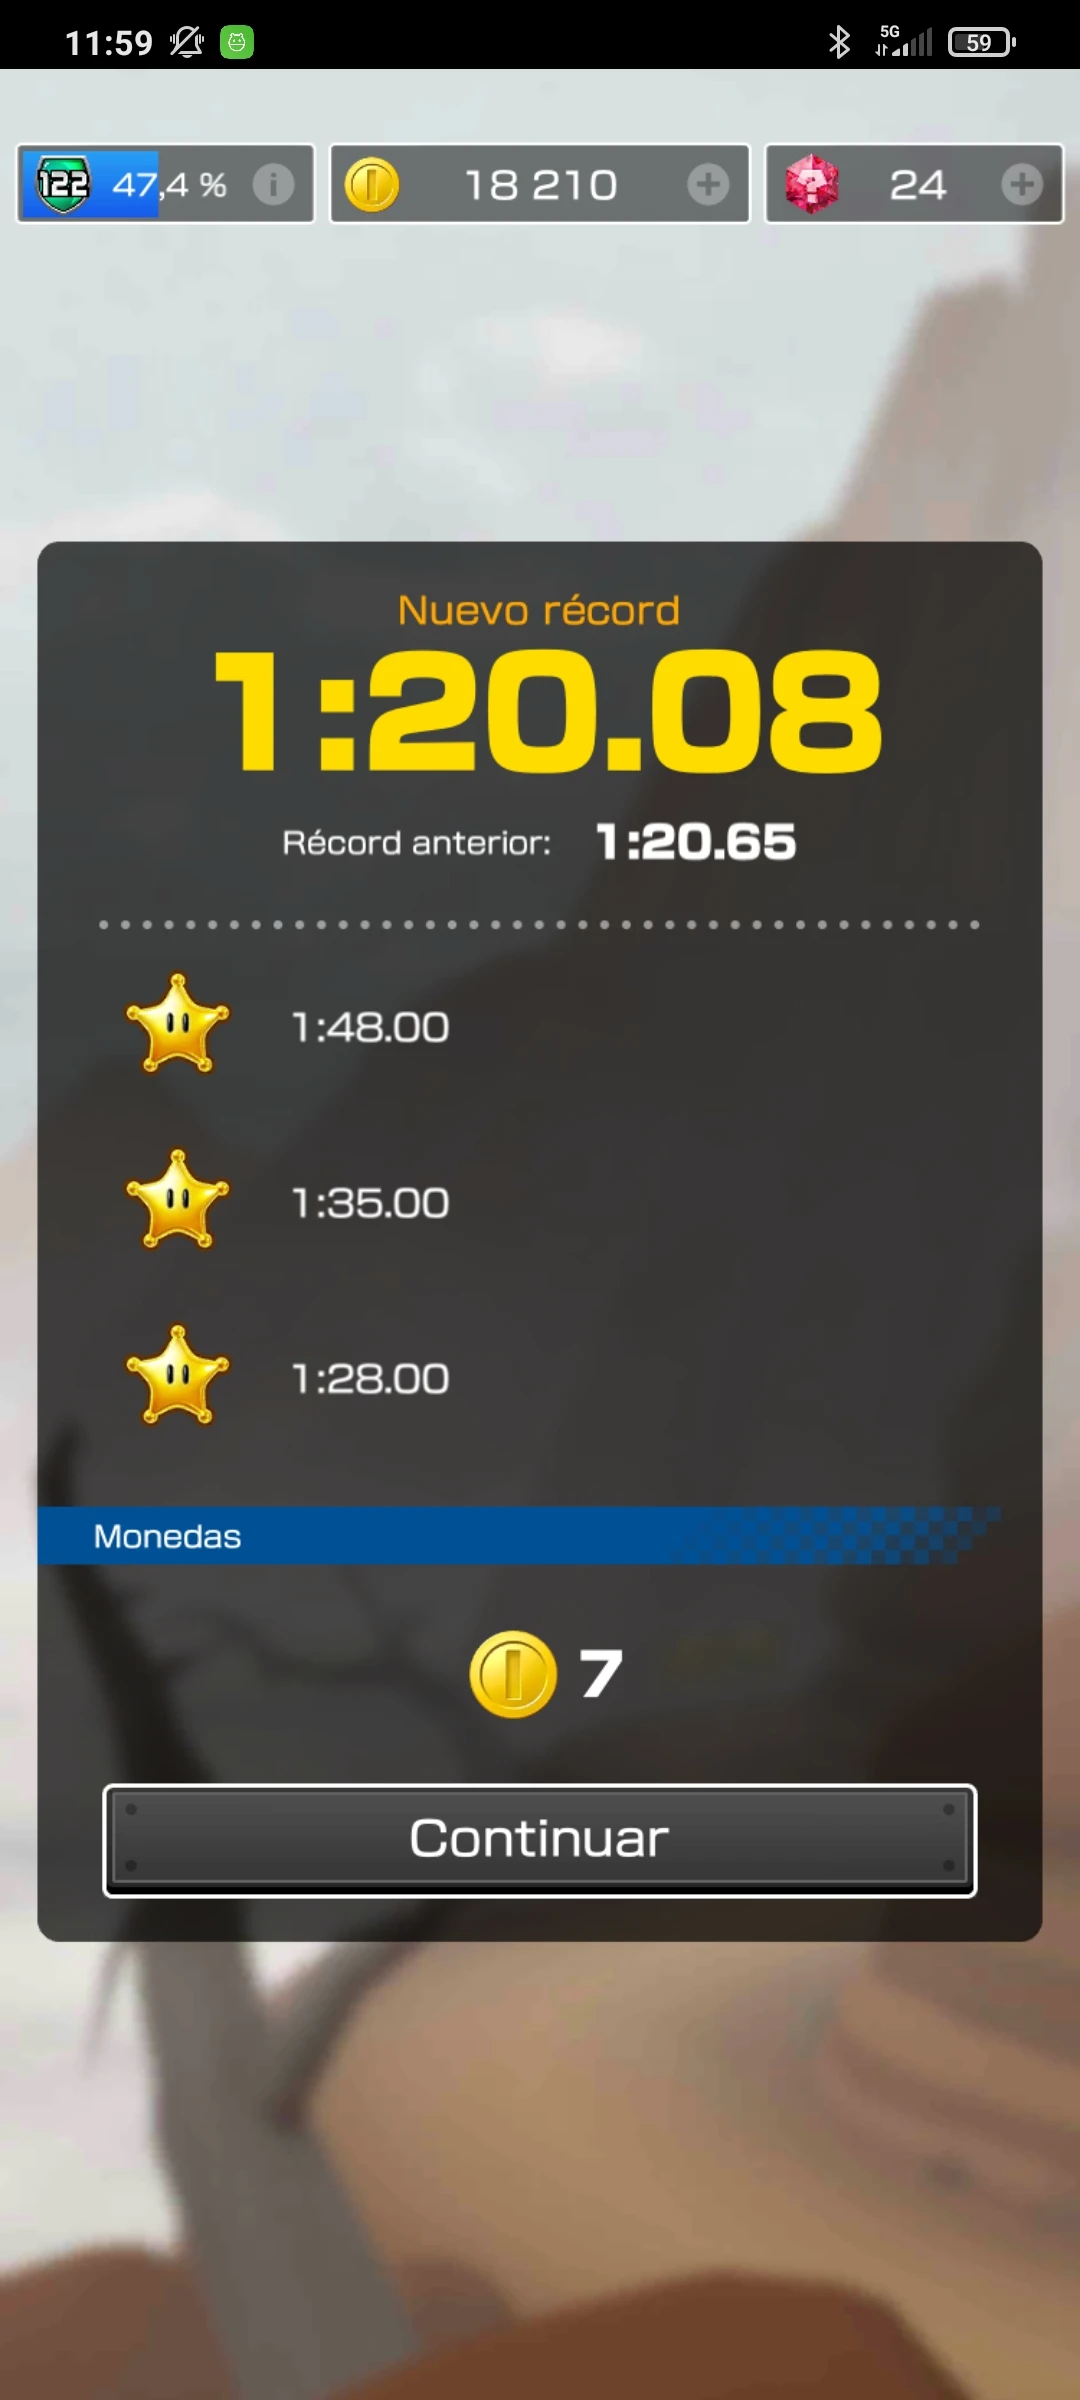 11:59 5G 59
122 47,4 % i 18 210 + 24 +
Nuevo récord
1:20.08
Récord anterior: 1:20.65
1:48.00
1:35.00
1:28.00
Monedas
7
Continuar